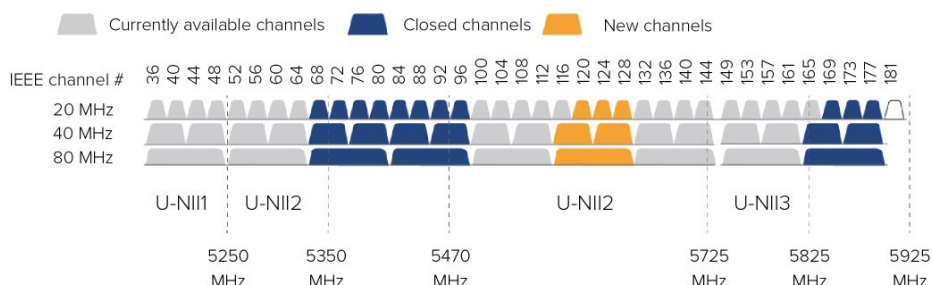 Currently available channels Closed channels New channels
IEEE channel # 36 40 44 48 52 56 60 64 68 72 76 80 84 88 92 96 100 104 108 112 116 120 124 128 132 136 140 144 149 153 157 161 165 169 173 177 181
20 MHz
40 MHz
80 MHz
U-NII1 U-NII2 U-NII2 U-NII3
5250 5350 5470 5725 5825 5925
MHz MHz MHz MHz MHz MHz